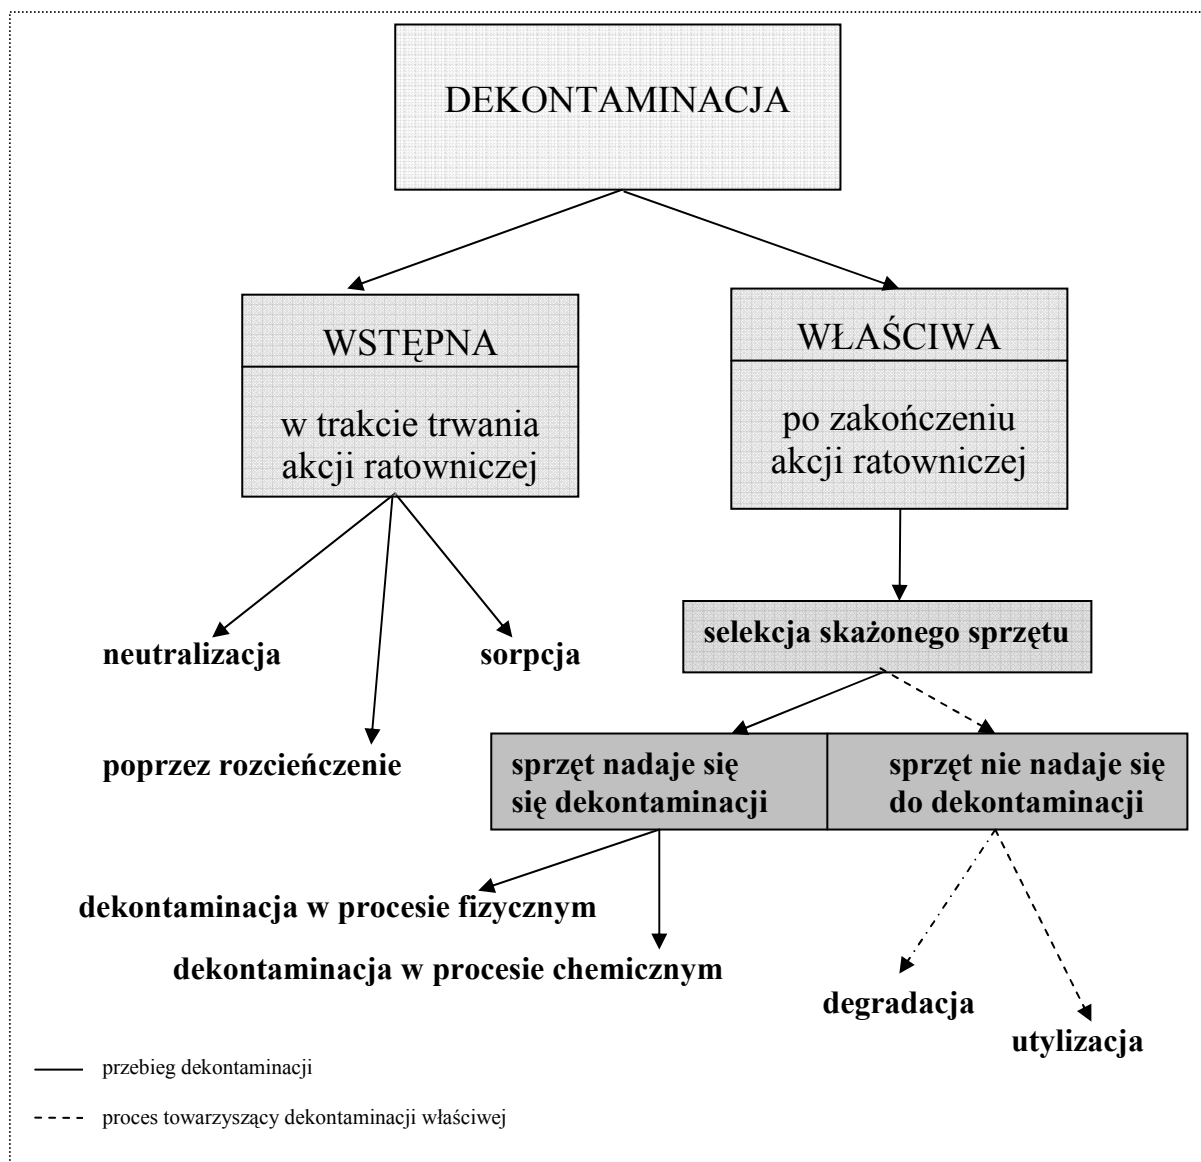 DEKONTAMINACJA
WSTĘPNA
w trakcie trwania
akcji ratowniczej
WŁAŚCIWA
po zakończeniu
akcji ratowniczej
neutralizacja
sorpcja
poprzez rozcieńczenie
selekcja skażonego sprzętu
sprzęt nadaje się
się dekontaminacji
sprzęt nie nadaje się
do dekontaminacji
dekontaminacja w procesie fizycznym
dekontaminacja w procesie chemicznym
degradacja
utylizacja
przebieg dekontaminacji
proces towarzyszący dekontaminacji właściwej